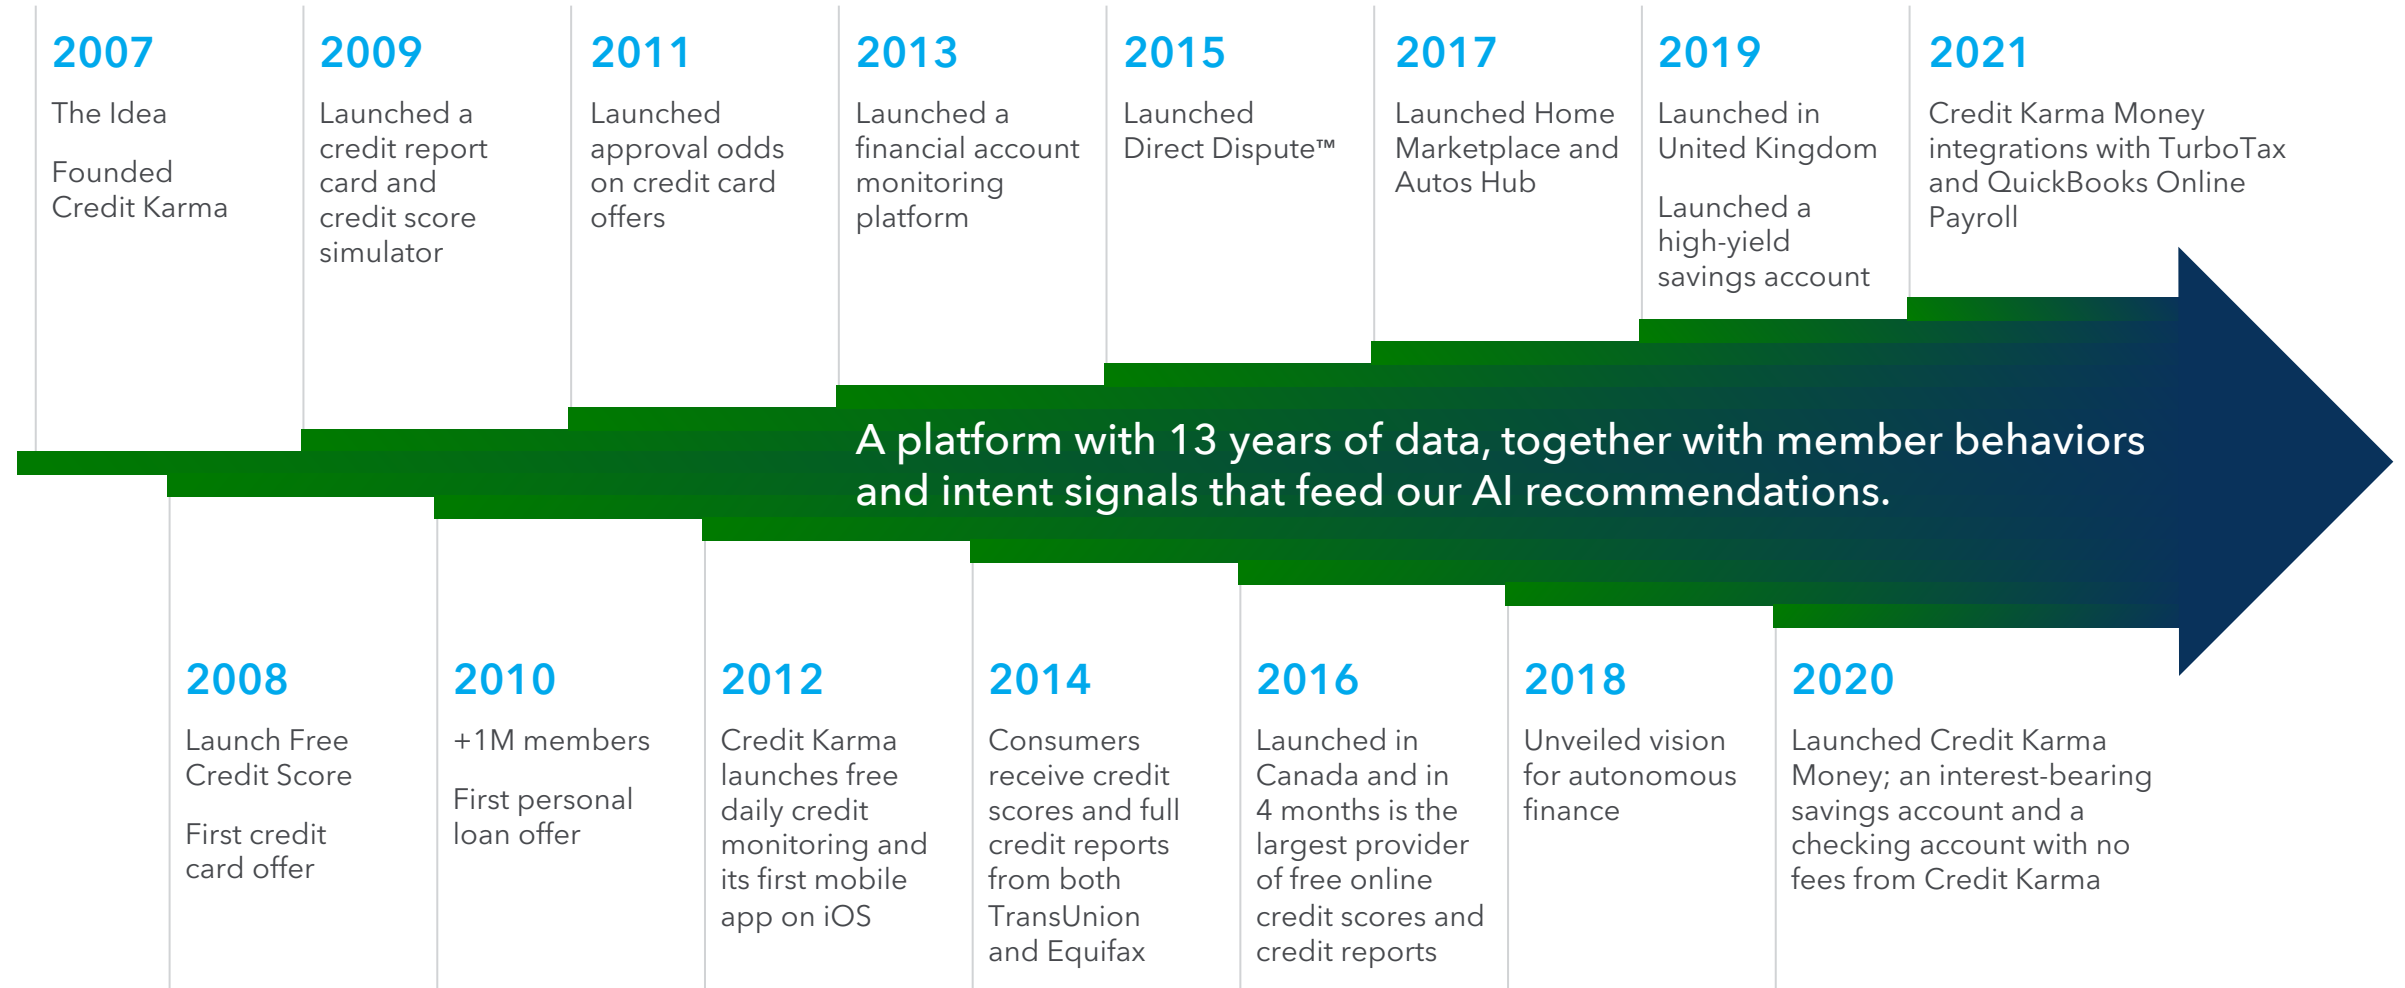 2007
The Idea
Founded
Credit Karma
2009
Launched a
credit report
card and
credit score
simulator
2011
Launched
approval odds
on credit card
offers
2013
Launched a
financial account
monitoring
platform
2015
Launched
Direct Dispute™
2017
Launched Home
Marketplace and
Autos Hub
2019
Launched in
United Kingdom
Launched a
high-yield
savings account
2021
Credit Karma Money
integrations with TurboTax
and QuickBooks Online
Payroll
A platform with 13 years of data, together with member behaviors
and intent signals that feed our AI recommendations.
2008
Launch Free
Credit Score
First credit
card offer
2010
+1M members
First personal
loan offer
2012
Credit Karma
launches free
daily credit
monitoring and
its first mobile
app on iOS
2014
Consumers
receive credit
scores and full
credit reports
from both
TransUnion
and Equifax
2016
Launched in
Canada and in
4 months is the
largest provider
of free online
credit scores and
credit reports
2018
Unveiled vision
for autonomous
finance
2020
Launched Credit Karma
Money; an interest-bearing
savings account and a
checking account with no
fees from Credit Karma